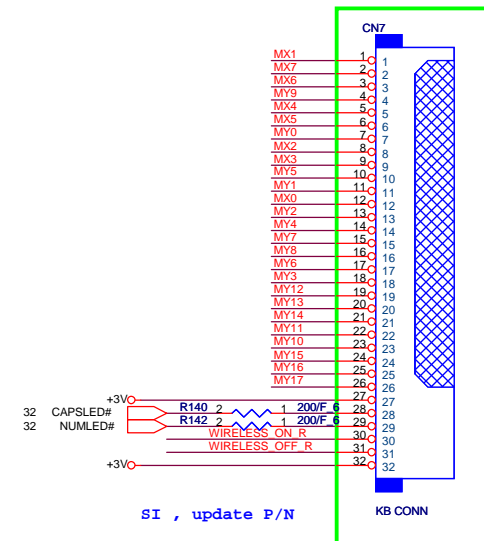 CN7
MX1 1 1
MX7 2 2
MX6 3 3
MY9 4 4
MX4 5 5
MX5 6 6
MY0 7 7
MX2 8 8
MX3 9 9
MY5 10 10
MY1 11 11
MX0 12 12
MY2 13 13
MY4 14 14
MY7 15 15
MY8 16 16
MY6 17 17
MY3 18 18
MY12 19 19
MY13 20 20
MY14 21 21
MY11 22 22
MY10 23 23
MY15 24 24
MY16 25 25
MY17 26 26
+3V 27 27
32 CAPSLED# R140 2 1 200/F_6 28 28
32 NUMLED# R142 2 1 200/F_6 29 29
WIRELESS_ON_R 30 30
WIRELESS_OFF_R 31 31
+3V 32 32
SI , update P/N
KB CONN